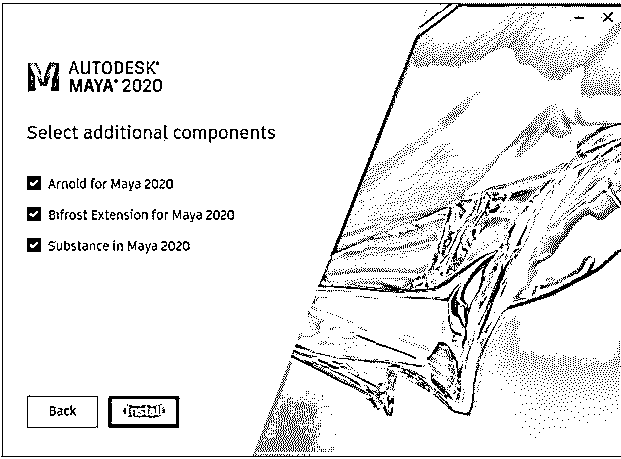 AUTODESK®
MAYA® 2020
Select additional components
Arnold for Maya 2020
Bifrost Extension for Maya 2020
Substance in Maya 2020
Back
Install